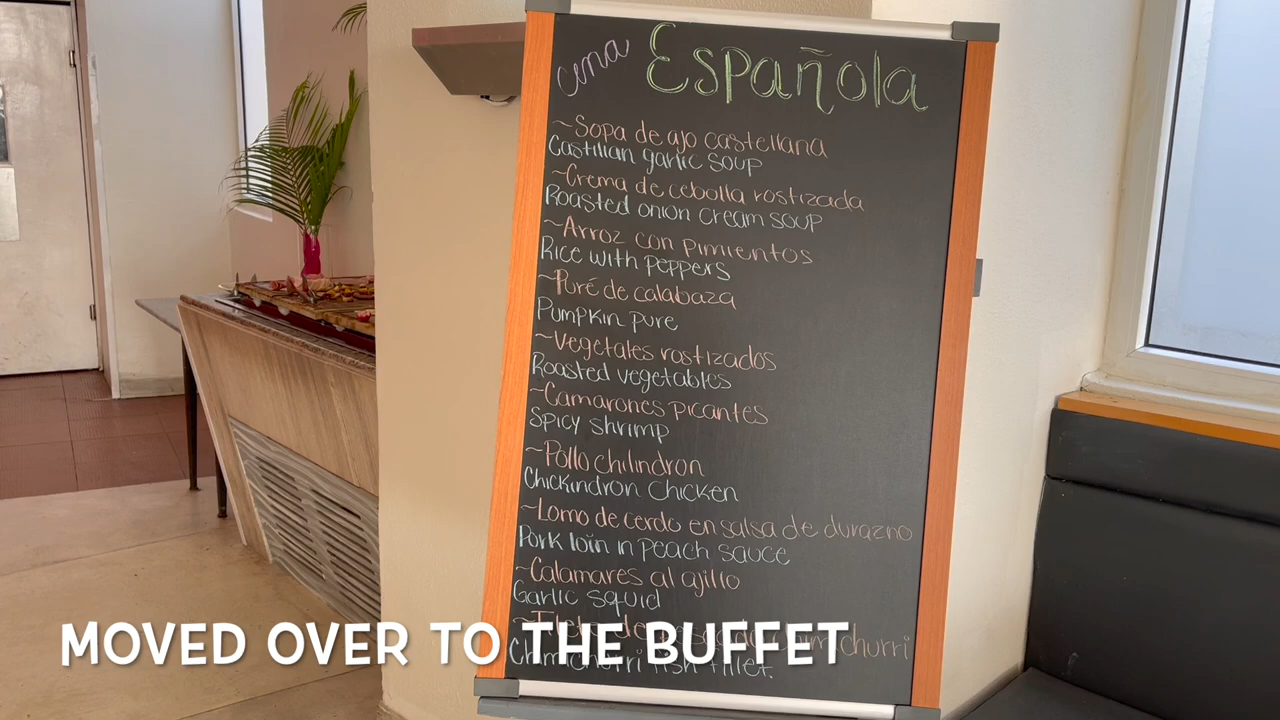 cena Española
~Sopa de ajo castellana
Castilian garlic soup
~Crema de cebolla rostizada
Roasted onion cream soup
~Arroz con pimientos
Rice with peppers
~Puré de calabaza
Pumpkin pure
~Vegetales rostizados
Roasted vegetables
~Camarones picantes
Spicy shrimp
~Pollo chilindron
Chickindron chicken
~Lomo de cerdo en salsa de durazno
Pork loin in peach sauce
~Calamares al ajillo
Garlic squid
~Filete de chimichurri
Chimichurri fish fillet.
MOVED OVER TO THE BUFFET